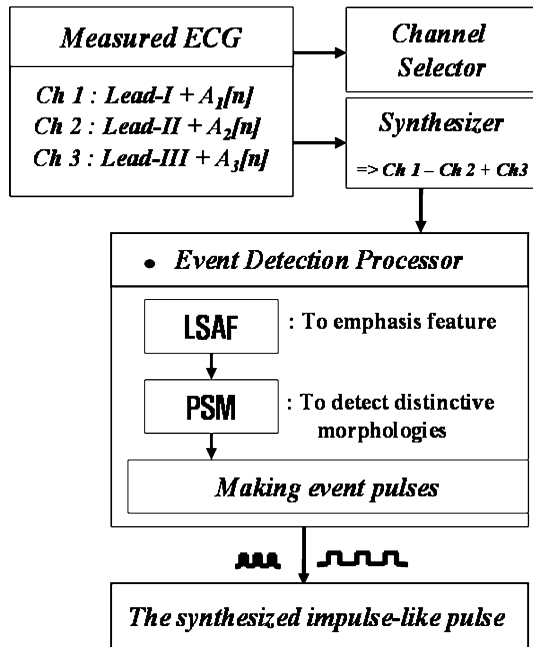 Measured ECG
Ch 1 : Lead-I + A1[n]
Ch 2 : Lead-II + A2[n]
Ch 3 : Lead-III + A3[n]
Channel
Selector
Synthesizer
=> Ch 1 – Ch 2 + Ch3
• Event Detection Processor
LSAF
: To emphasis feature
PSM
: To detect distinctive
morphologies
Making event pulses
The synthesized impulse-like pulse